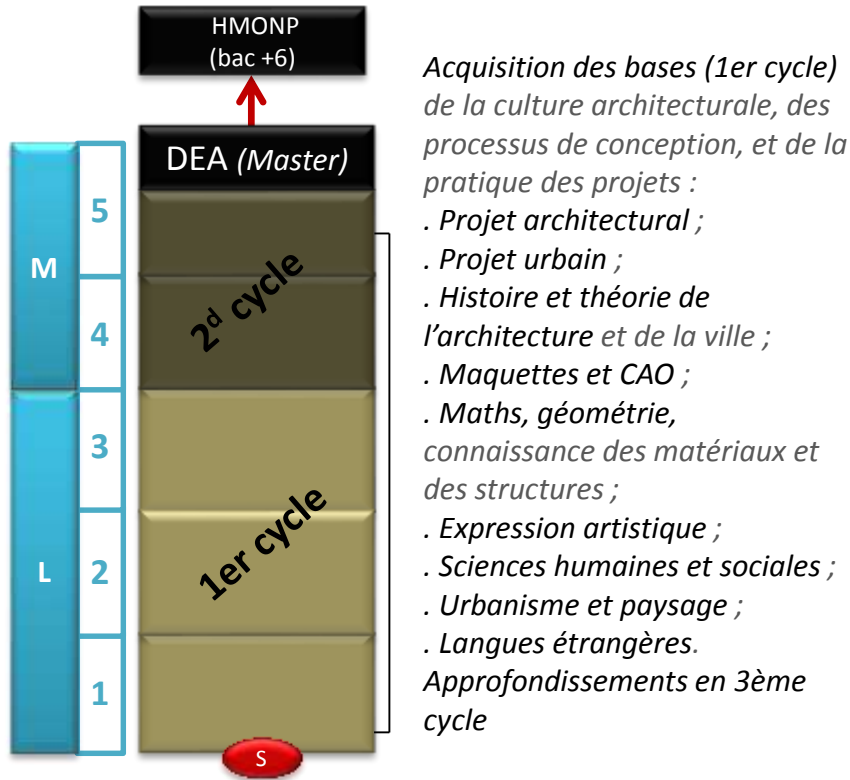 HMONP
(bac +6)
DEA (Master)
M
L
5
4
3
2
1
2d cycle
1er cycle
S
Acquisition des bases (1er cycle)
de la culture architecturale, des
processus de conception, et de la
pratique des projets :
. Projet architectural ;
. Projet urbain ;
. Histoire et théorie de
l’architecture et de la ville ;
. Maquettes et CAO ;
. Maths, géométrie,
connaissance des matériaux et
des structures ;
. Expression artistique ;
. Sciences humaines et sociales ;
. Urbanisme et paysage ;
. Langues étrangères.
Approfondissements en 3ème
cycle